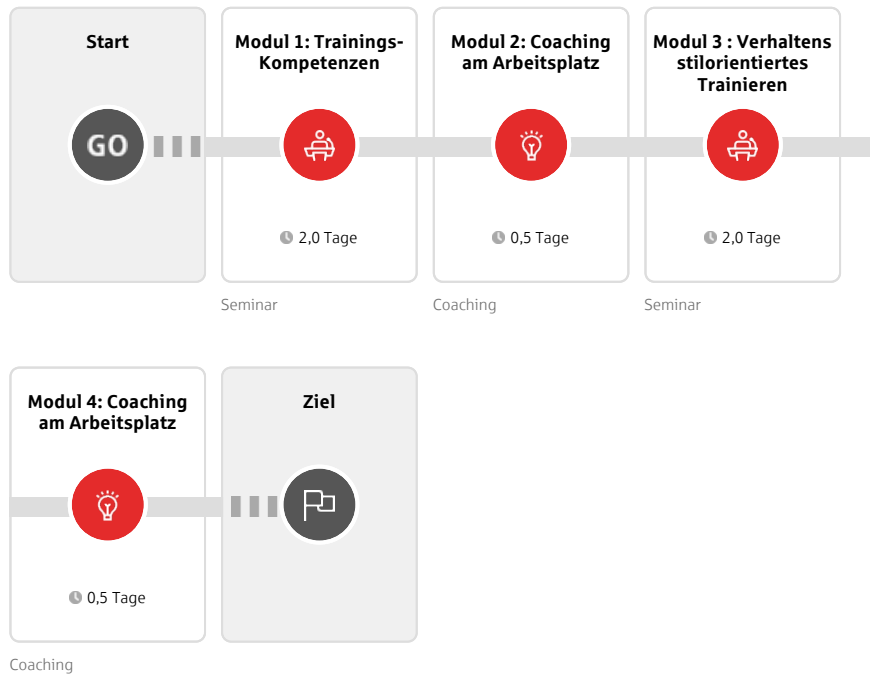 Start
Modul 1: Trainings-
Kompetenzen
Modul 2: Coaching
am Arbeitsplatz
Modul 3 : Verhaltens
stilorientiertes
Trainieren
GO
2,0 Tage
0,5 Tage
2,0 Tage
Seminar
Coaching
Seminar
Modul 4: Coaching
am Arbeitsplatz
Ziel
0,5 Tage
Coaching